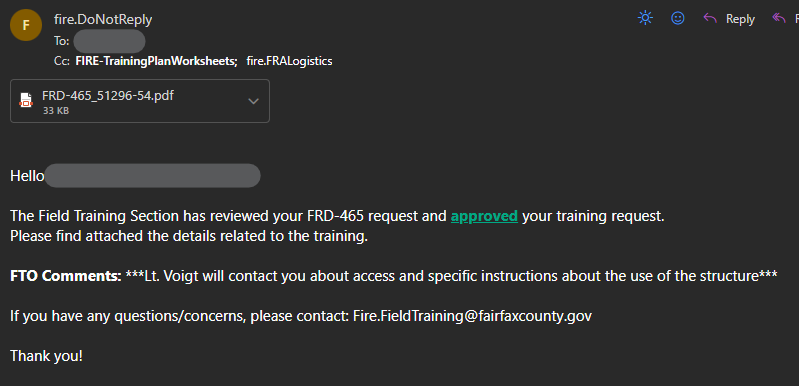 F
fire.DoNotReply
Reply
To:
Cc: FIRE-TrainingPlanWorksheets; fire.FRALogistics
FRD-465_51296-54.pdf
33 KB
Hello
The Field Training Section has reviewed your FRD-465 request and approved your training request.
Please find attached the details related to the training.
FTO Comments: ***Lt. Voigt will contact you about access and specific instructions about the use of the structure***
If you have any questions/concerns, please contact: Fire.FieldTraining@fairfaxcounty.gov
Thank you!